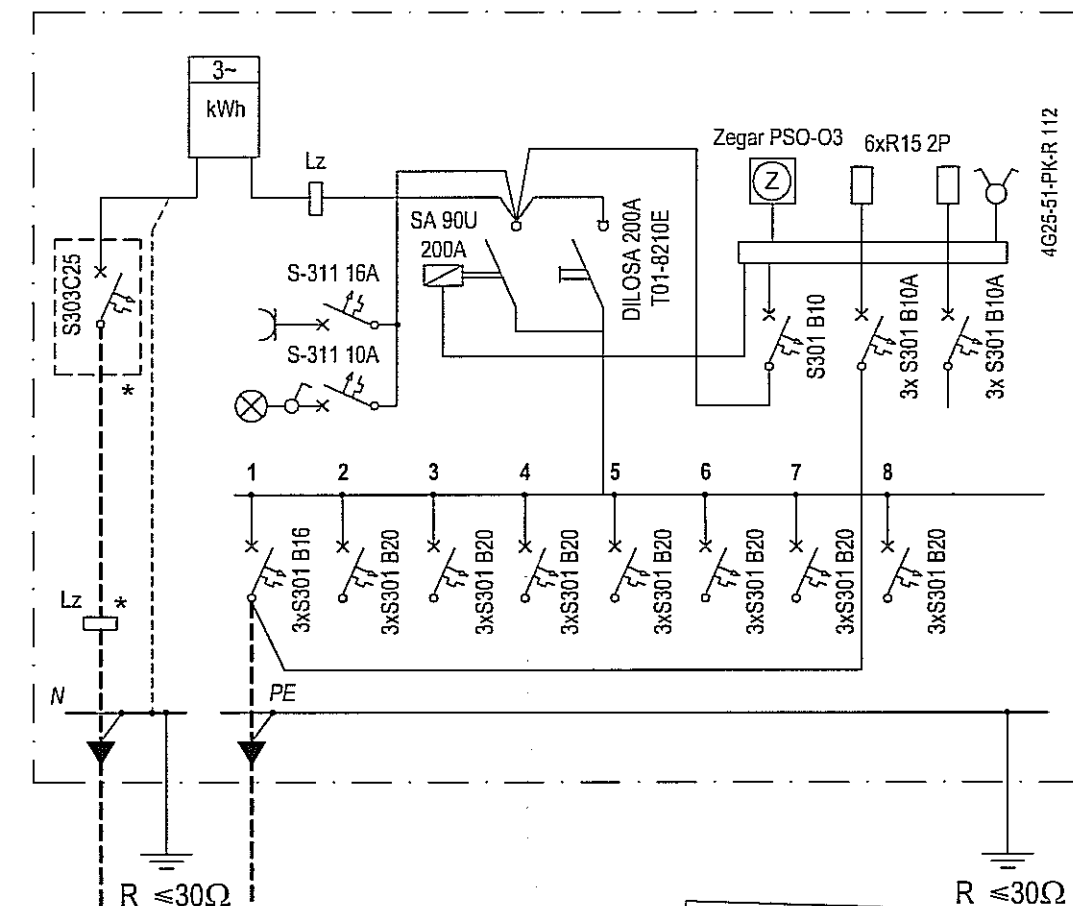 3~
kWh
Lz
Zegar PSO-O3
6xR15 2P
Z
4G25-51-PK-R 112
SA 90U
200A
DILOSA 200A
T01-8210E
S303C25
S-311 16A
S-311 10A
*
S301 B10
3x S301 B10A
3x S301 B10A
1
2
3
4
5
6
7
8
3xS301 B16
3xS301 B20
3xS301 B20
3xS301 B20
3xS301 B20
3xS301 B20
3xS301 B20
3xS301 B20
Lz
*
N
PE
R ≤30Ω
R ≤30Ω